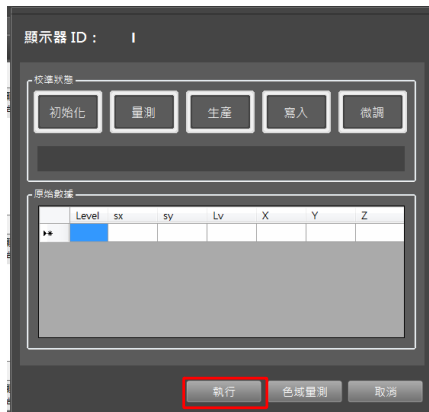 顯示器 ID： I
校準狀態
初始化 量測 生產 寫入 微調
原始數據
Level sx sy Lv X Y Z
執行 色域量測 取消